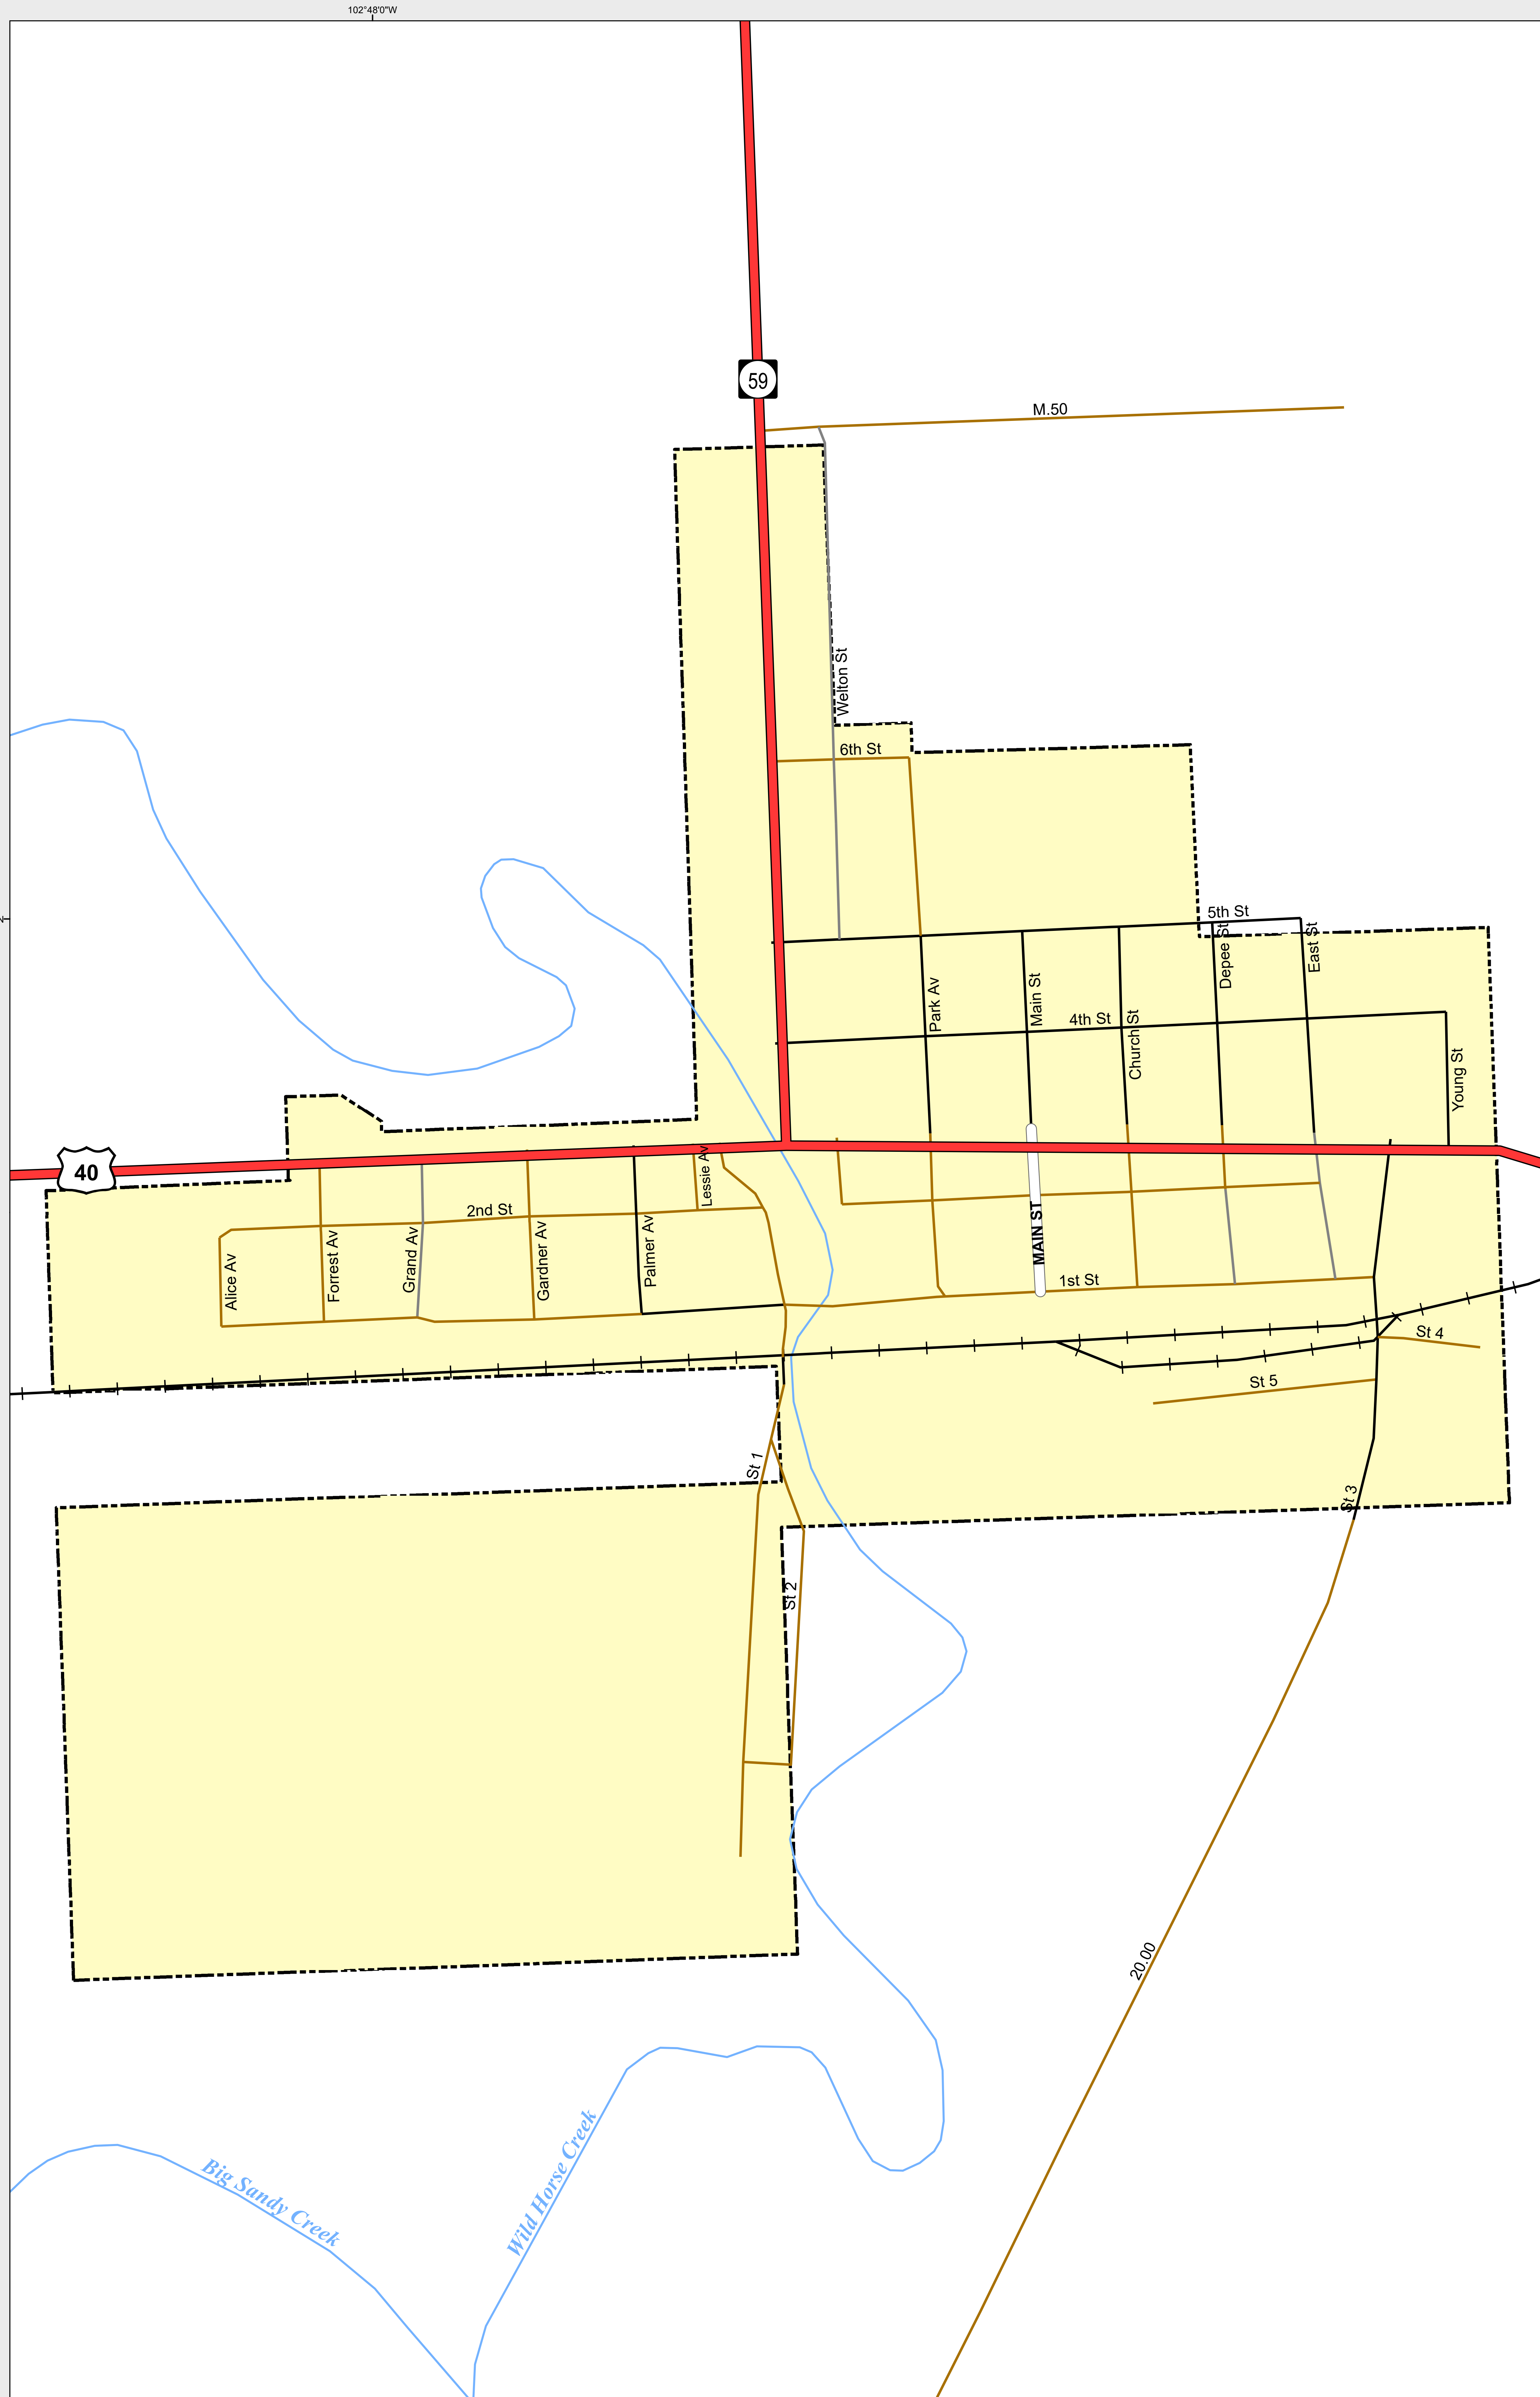 102°48'0"W
59
M.50
Welton St
6th St
5th St
Depee St
East St
Park Av
Main St
4th St
Church St
Young St
40
Lessie Av
2nd St
MAIN ST
Alice Av
Forrest Av
Grand Av
Gardner Av
Palmer Av
1st St
St 4
St 5
St 1
St 3
St 2
20.00
Big Sandy Creek
Wild Horse Creek